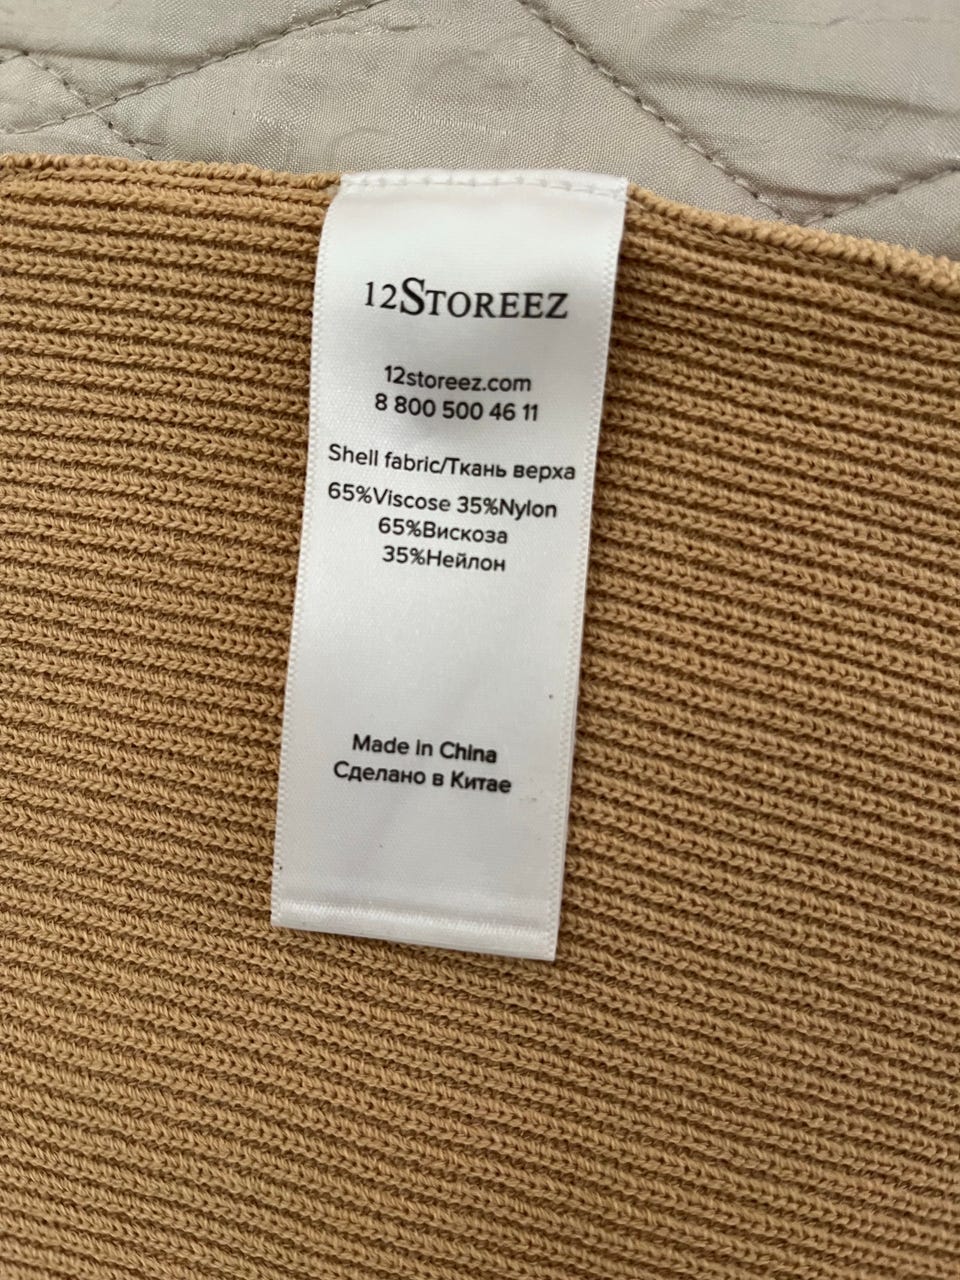 12STOREEZ
12storeez.com
8 800 500 46 11
Shell fabric/Ткань верха
65%Viscose 35%Nylon
65%Вискоза
35%Нейлон
Made in China
Сделано в Китае